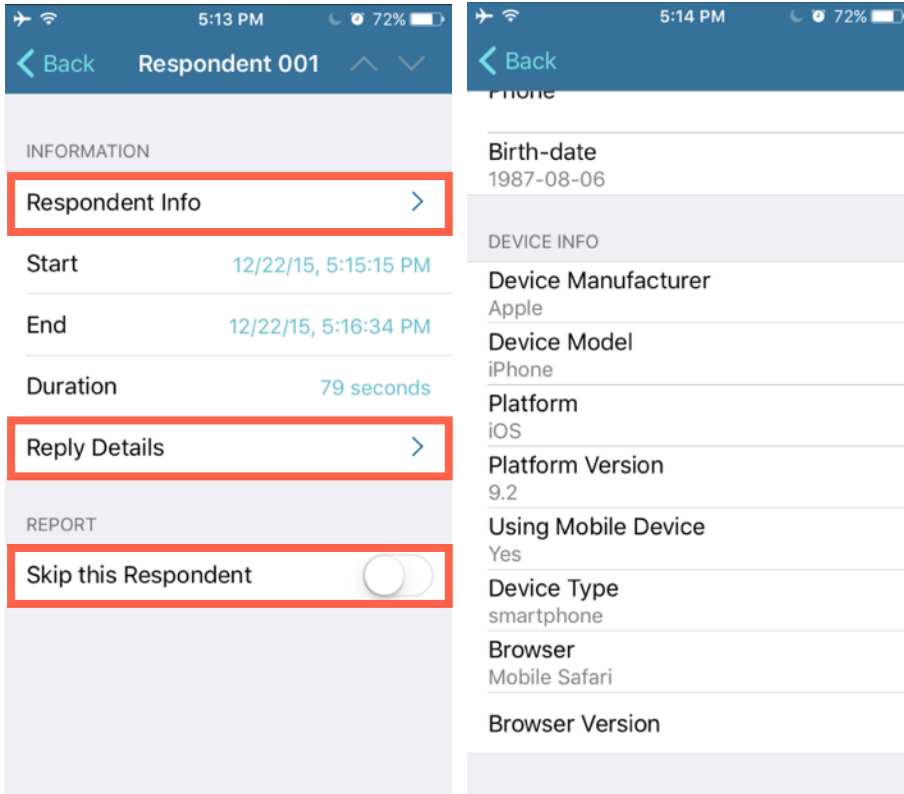 5:13 PM
72%
Back
Respondent 001
INFORMATION
Respondent Info
Start
12/22/15, 5:15:15 PM
End
12/22/15, 5:16:34 PM
Duration
79 seconds
Reply Details
REPORT
Skip this Respondent
5:14 PM
72%
Back
Phone
Birth-date
1987-08-06
DEVICE INFO
Device Manufacturer
Apple
Device Model
iPhone
Platform
iOS
Platform Version
9.2
Using Mobile Device
Yes
Device Type
smartphone
Browser
Mobile Safari
Browser Version